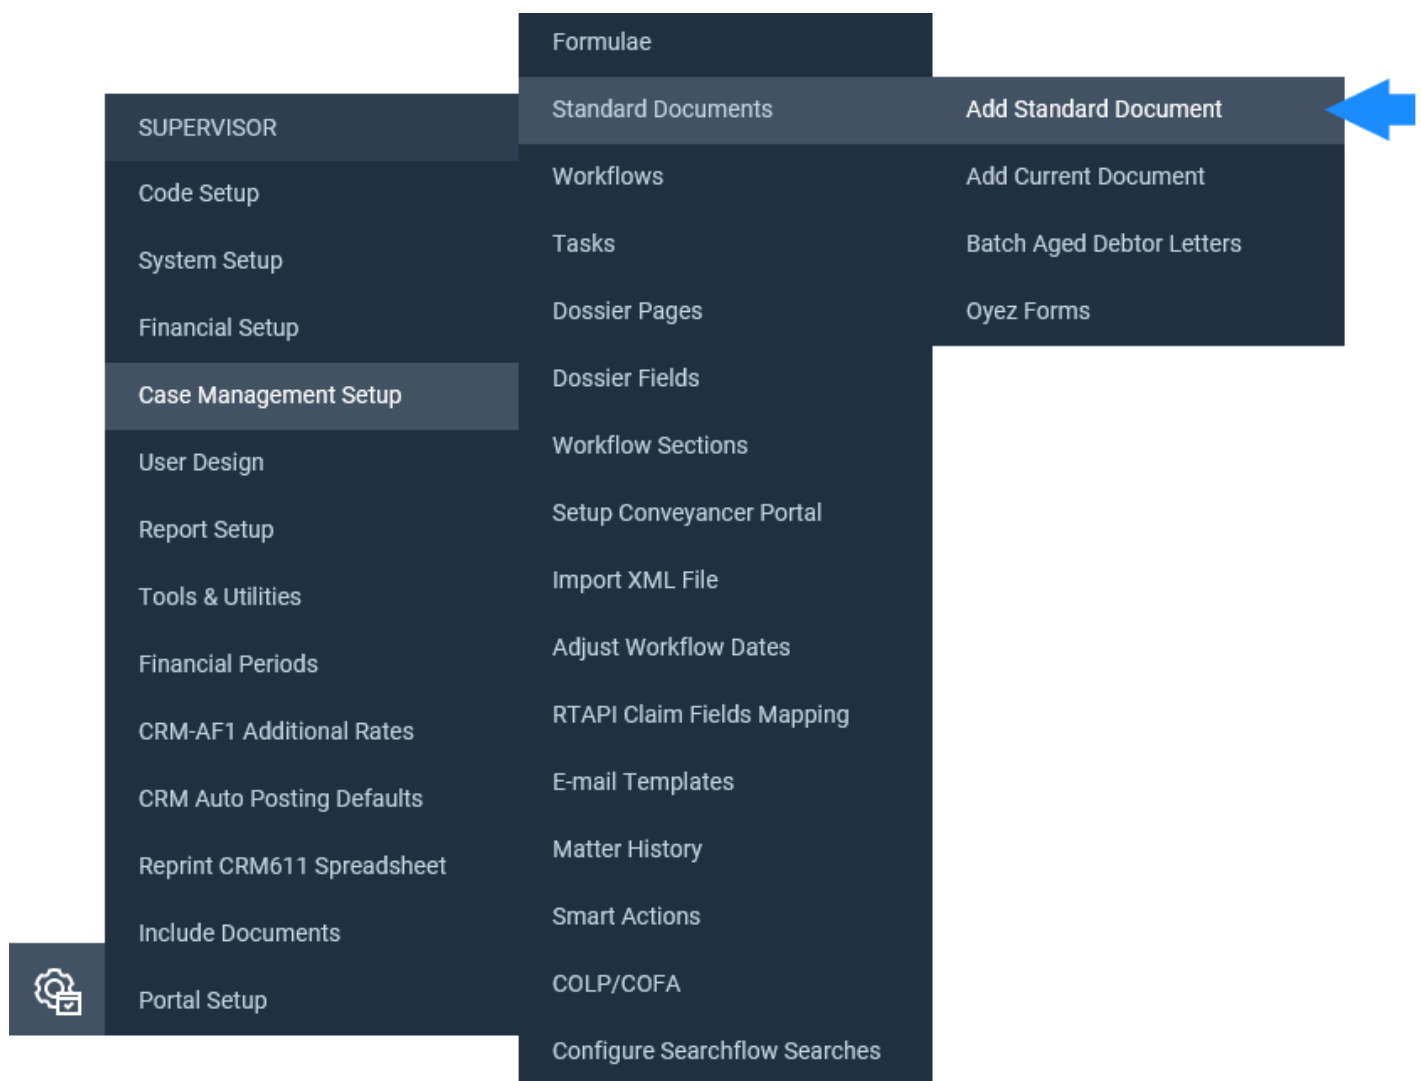 SUPERVISOR
Code Setup
System Setup
Financial Setup
Case Management Setup
User Design
Report Setup
Tools & Utilities
Financial Periods
CRM-AF1 Additional Rates
CRM Auto Posting Defaults
Reprint CRM611 Spreadsheet
Include Documents
Portal Setup
Formulae
Standard Documents
Workflows
Tasks
Dossier Pages
Dossier Fields
Workflow Sections
Setup Conveyancer Portal
Import XML File
Adjust Workflow Dates
RTAPI Claim Fields Mapping
E-mail Templates
Matter History
Smart Actions
COLP/COFA
Configure Searchflow Searches
Add Standard Document
Add Current Document
Batch Aged Debtor Letters
Oyez Forms